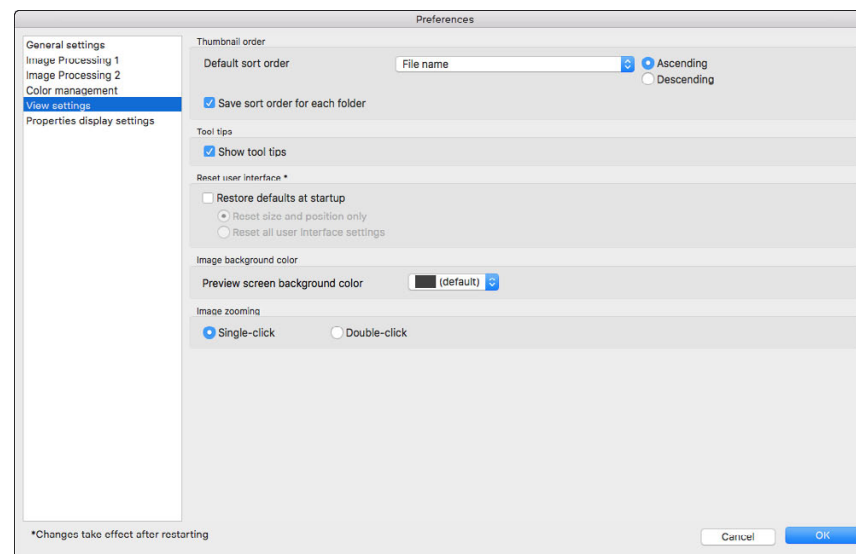 Preferences
General settings
Image Processing 1
Image Processing 2
Color management
View settings
Properties display settings
Thumbnail order
Default sort order
File name
Ascending
Descending
Save sort order for each folder
Tool tips
Show tool tips
Reset user interface *
Restore defaults at startup
Reset size and position only
Reset all user interface settings
Image background color
Preview screen background color
(default)
Image zooming
Single-click
Double-click
*Changes take effect after restarting
Cancel
OK